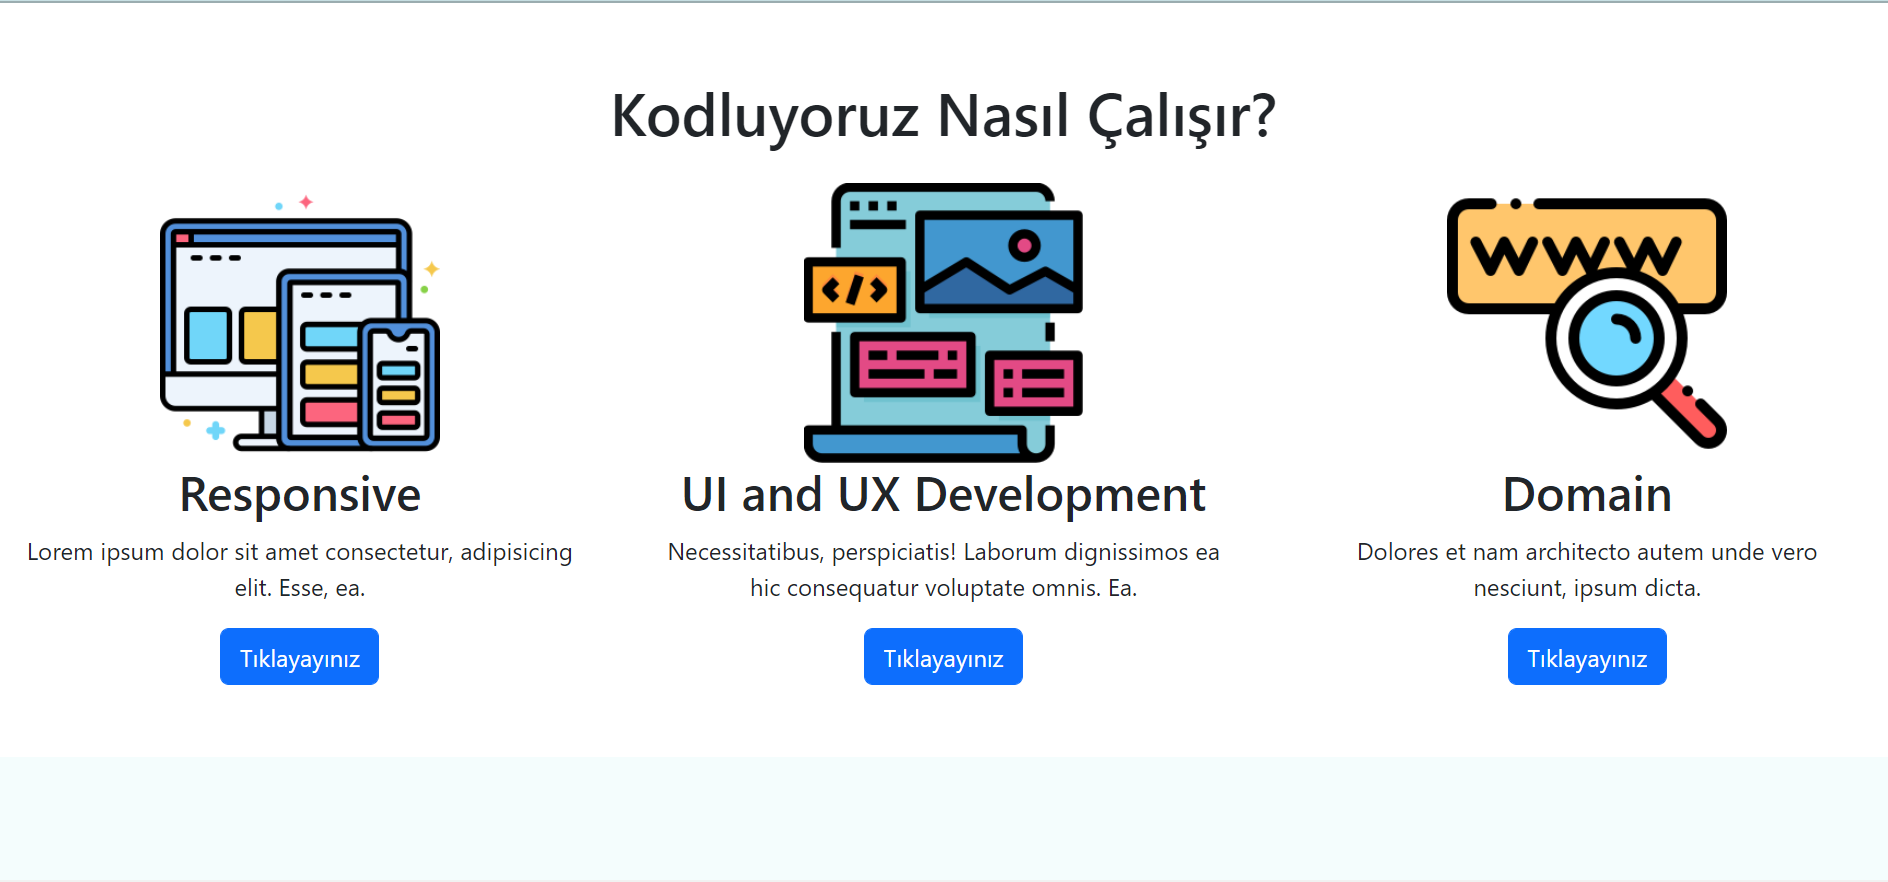 Kodluyoruz Nasıl Çalışır?
</>
WWW
Responsive
Lorem ipsum dolor sit amet consectetur, adipisicing
elit. Esse, ea.
Tıklayayınız
UI and UX Development
Necessitatibus, perspiciatis! Laborum dignissimos ea
hic consequatur voluptate omnis. Ea.
Tıklayayınız
Domain
Dolores et nam architecto autem unde vero
nesciunt, ipsum dicta.
Tıklayayınız